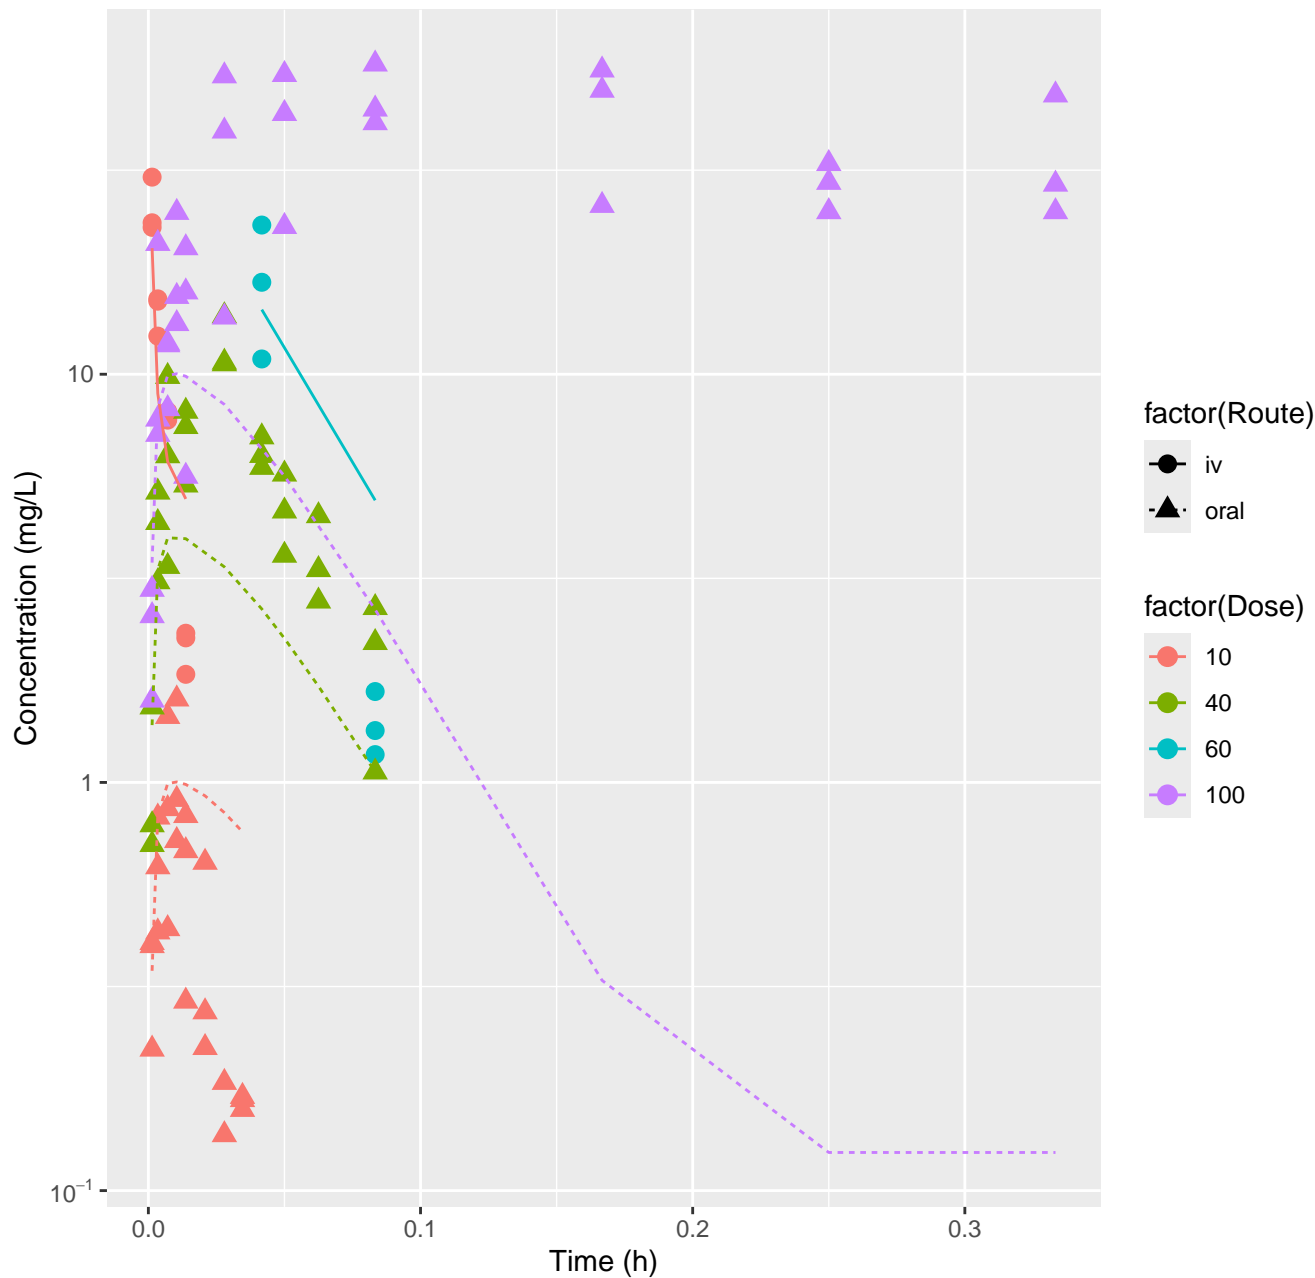 10
1
10⁻¹
0.0
0.1
0.2
0.3
Time (h)
Concentration (mg/L)
factor(Route)
iv
oral
factor(Dose)
10
40
60
100